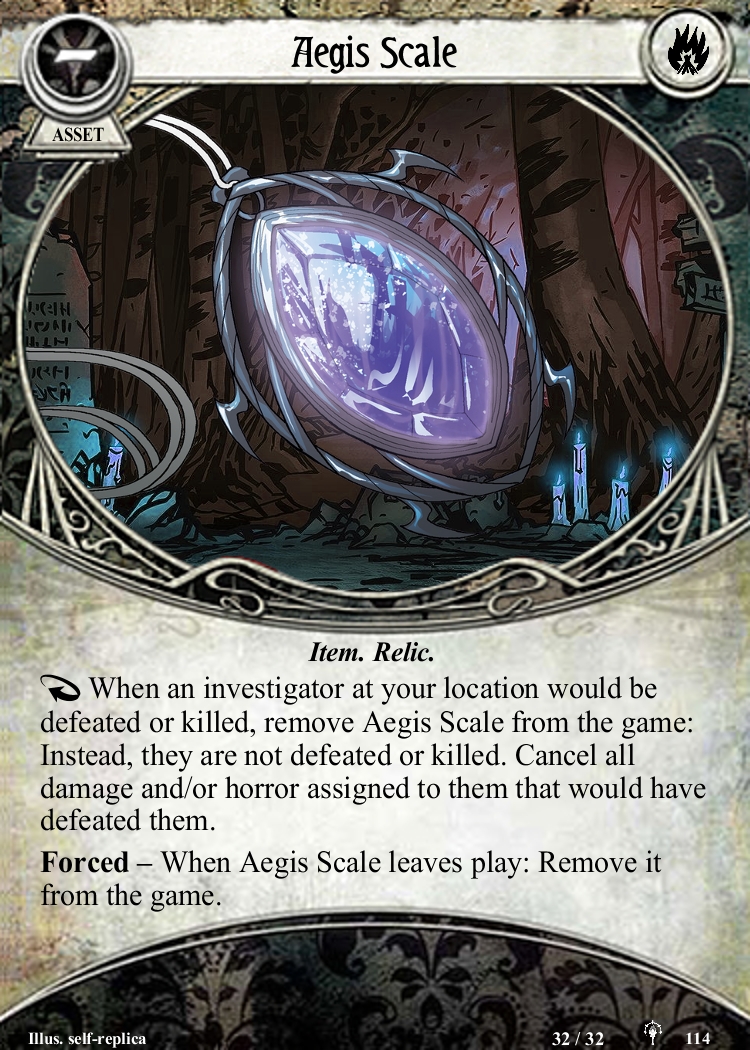 Aegis Scale
ASSET
Item. Relic.
When an investigator at your location would be
defeated or killed, remove Aegis Scale from the game:
Instead, they are not defeated or killed. Cancel all
damage and/or horror assigned to them that would have
defeated them.
Forced – When Aegis Scale leaves play: Remove it
from the game.
Illus. self-replica
32 / 32
114